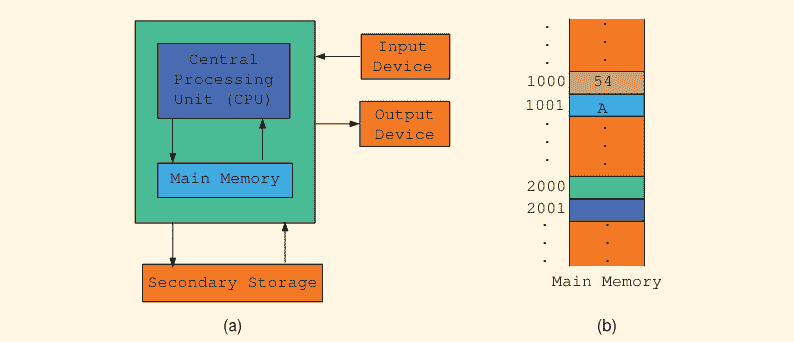 Central
Processing
Unit (CPU)
Main Memory
Input
Device
Output
Device
Secondary Storage
(a)
1000 54
1001 A
2000
2001
Main Memory
(b)